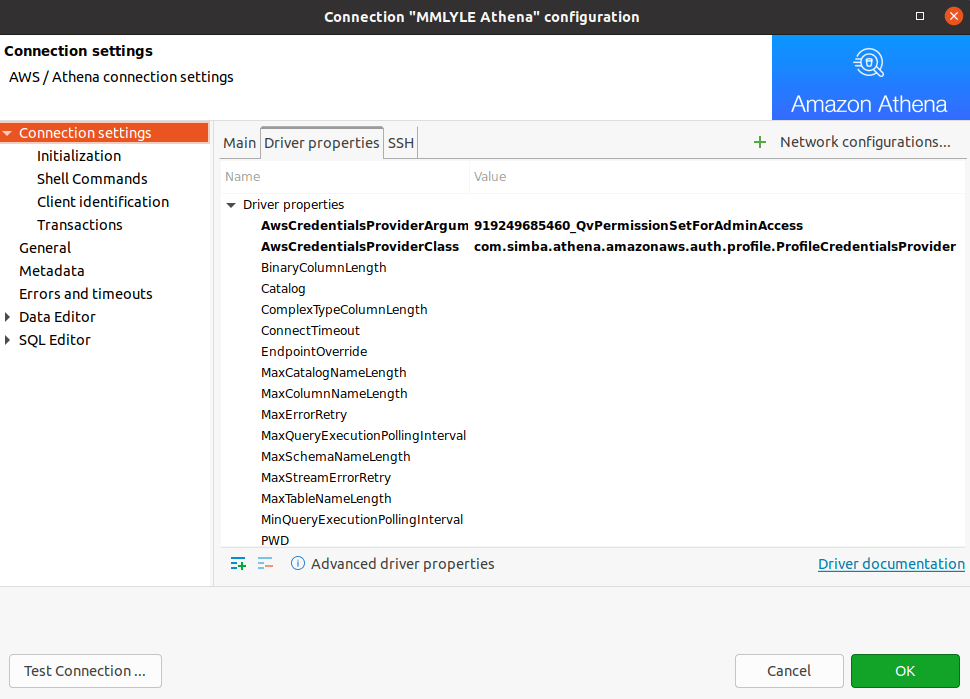 Connection "MMLYLE Athena" configuration
Connection settings
AWS / Athena connection settings
Amazon Athena
Connection settings
Initialization
Shell Commands
Client identification
Transactions
General
Metadata
Errors and timeouts
Data Editor
SQL Editor
Main Driver properties SSH
Network configurations...
Name Value
Driver properties
AwsCredentialsProviderArgum 919249685460_QvPermissionSetForAdminAccess
AwsCredentialsProviderClass com.simba.athena.amazonaws.auth.profile.ProfileCredentialsProvider
BinaryColumnLength
Catalog
ComplexTypeColumnLength
ConnectTimeout
EndpointOverride
MaxCatalogNameLength
MaxColumnNameLength
MaxErrorRetry
MaxQueryExecutionPollingInterval
MaxSchemaNameLength
MaxStreamErrorRetry
MaxTableNameLength
MinQueryExecutionPollingInterval
PWD
Advanced driver properties
Driver documentation
Test Connection ...
Cancel
OK